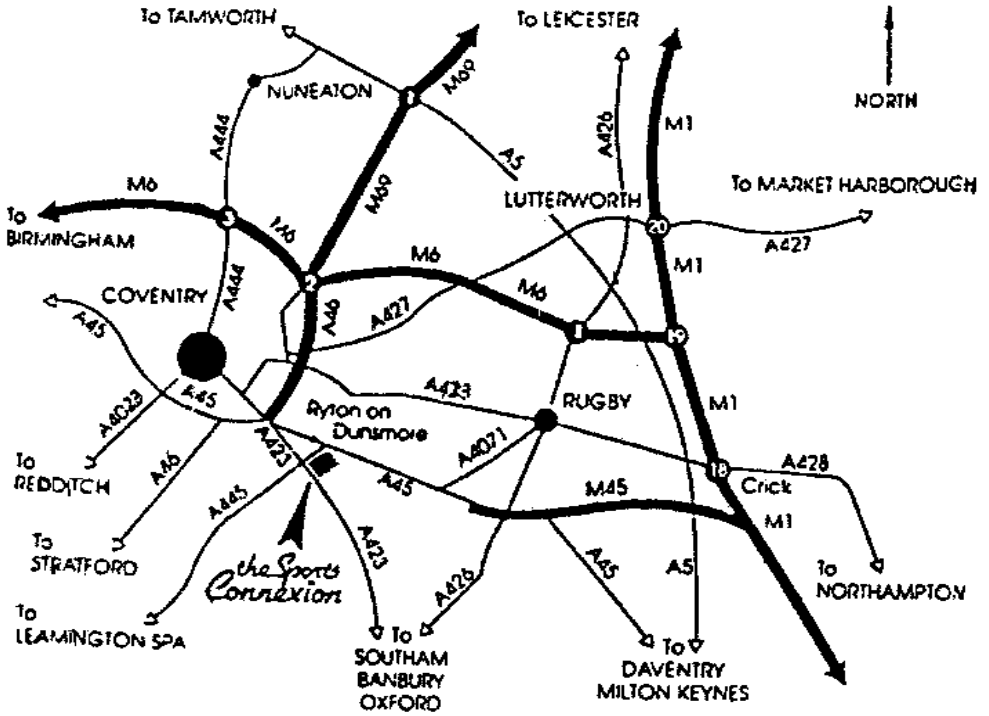 To TAMWORTH
To LEICESTER
M69
NUNEATON
NORTH
A444
A426
M1
A5
M6
M69
LUTTERWORTH
To MARKET HARBOROUGH
To
BIRMINGHAM
3
M6
20
A427
M6
M1
2
COVENTRY
A444
A46
A427
M6
1
1
19
A45
A45
A423
RUGBY
M1
A4023
Ryton on
Dunsmore
A423
A4071
18
A428
To
REDDITCH
A46
A445
A45
M45
Crick
M1
To
STRATFORD
the Sports
Connexion
A423
A426
A45
A5
To
NORTHAMPTON
To
LEAMINGTON SPA
To
SOUTHAM
BANBURY
OXFORD
To
DAVENTRY
MILTON KEYNES